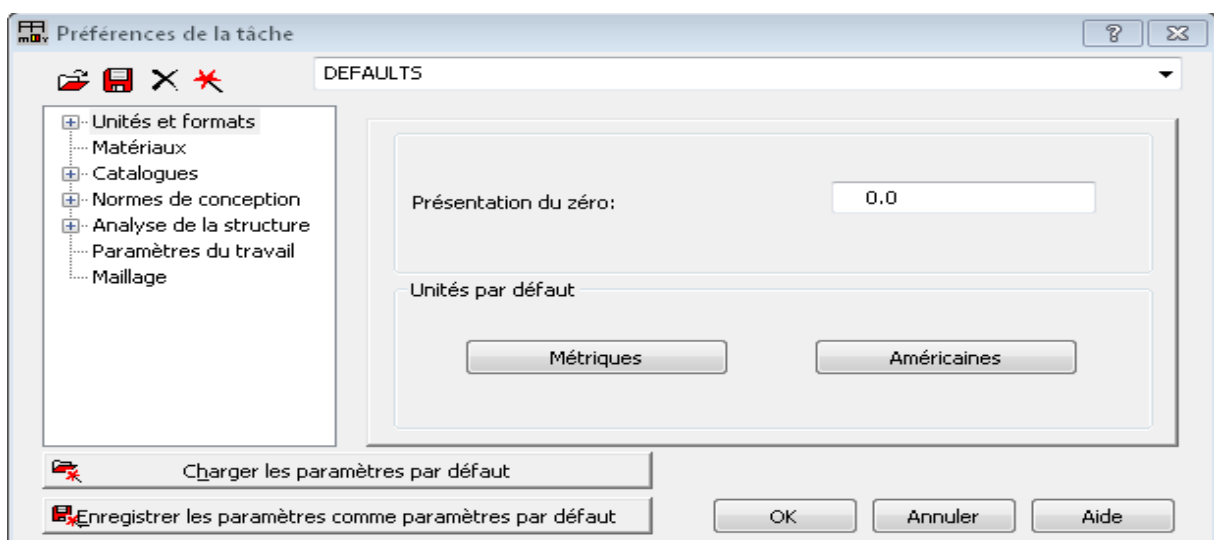 Préférences de la tâche
DEFAULTS
Unités et formats
Matériaux
Catalogues
Normes de conception
Analyse de la structure
Paramètres du travail
Maillage
Présentation du zéro:
0.0
Unités par défaut
Métriques
Américaines
Charger les paramètres par défaut
Enregistrer les paramètres comme paramètres par défaut
OK
Annuler
Aide